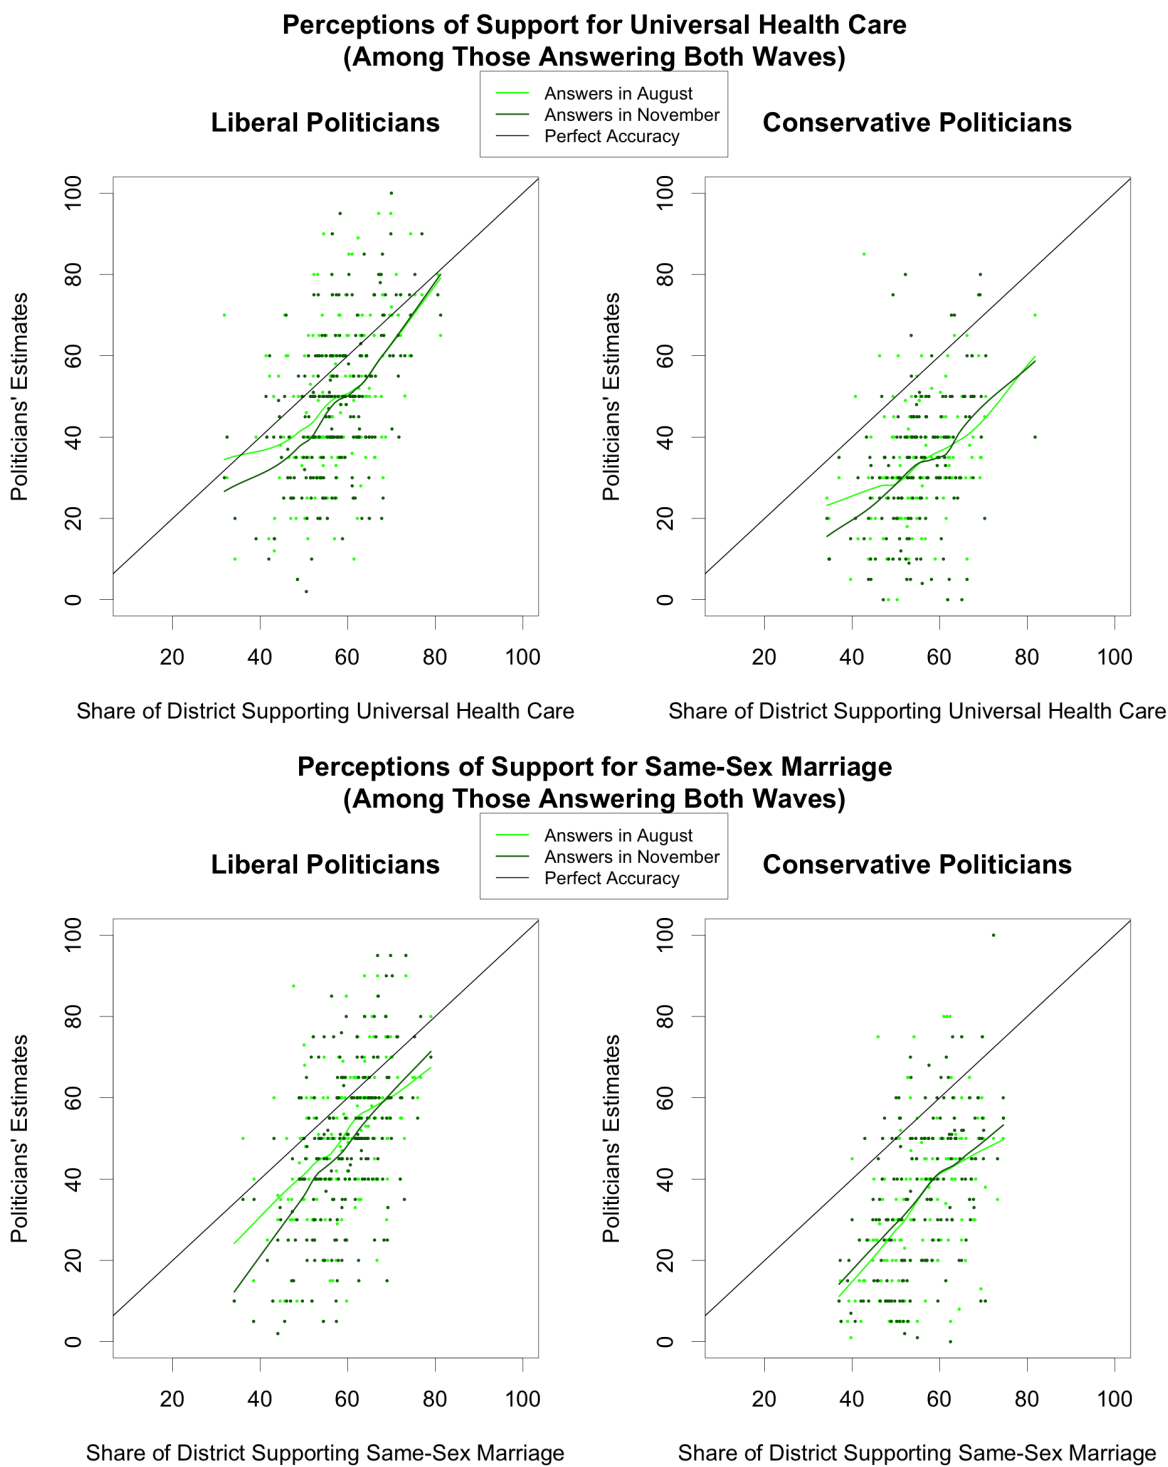 Perceptions of Support for Universal Health Care
(Among Those Answering Both Waves)
Answers in August
Answers in November
Perfect Accuracy
Liberal Politicians
Conservative Politicians
Politicians' Estimates
100
80
60
40
20
0
20 40 60 80 100
Share of District Supporting Universal Health Care
Politicians' Estimates
100
80
60
40
20
0
20 40 60 80 100
Share of District Supporting Universal Health Care
Perceptions of Support for Same-Sex Marriage
(Among Those Answering Both Waves)
Answers in August
Answers in November
Perfect Accuracy
Liberal Politicians
Conservative Politicians
Politicians' Estimates
100
80
60
40
20
0
20 40 60 80 100
Share of District Supporting Same-Sex Marriage
Politicians' Estimates
100
80
60
40
20
0
20 40 60 80 100
Share of District Supporting Same-Sex Marriage